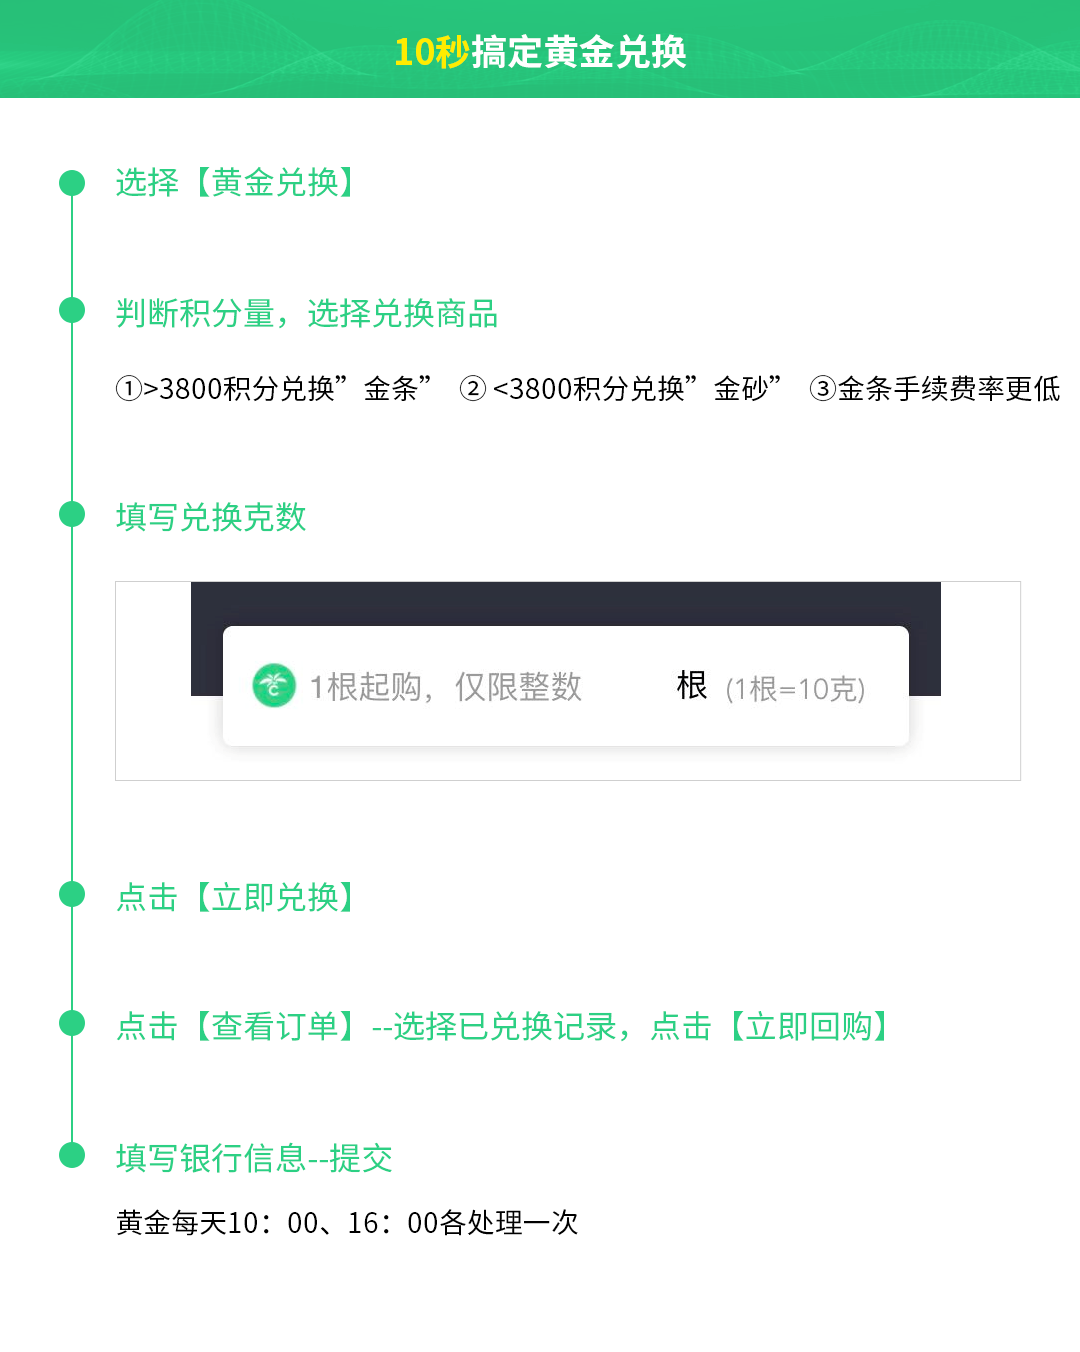 10秒搞定黄金兑换
选择【黄金兑换】
判断积分量，选择兑换商品
①>3800积分兑换”金条” ② <3800积分兑换”金砂” ③金条手续费率更低
填写兑换克数
1根起购，仅限整数 根 (1根=10克)
点击【立即兑换】
点击【查看订单】--选择已兑换记录，点击【立即回购】
填写银行信息--提交
黄金每天10：00、16：00各处理一次